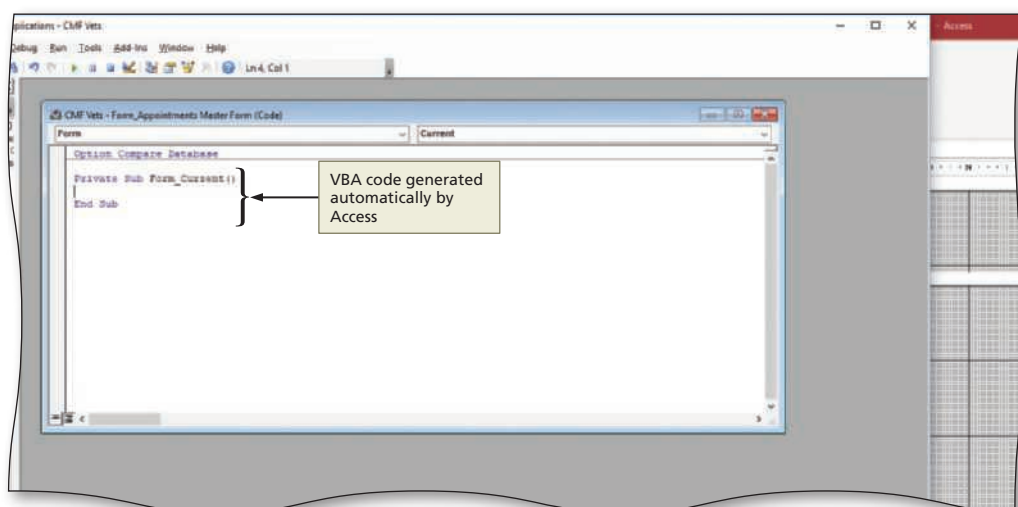 plications - CMF Vets
Access
Debug Run Tools Add-Ins Window Help
Ln 4, Col 1
CMF Vets - Form_Appointments Master Form (Code)
Form Current
Option Compare Database
Private Sub Form_Current()
End Sub
VBA code generated
automatically by
Access